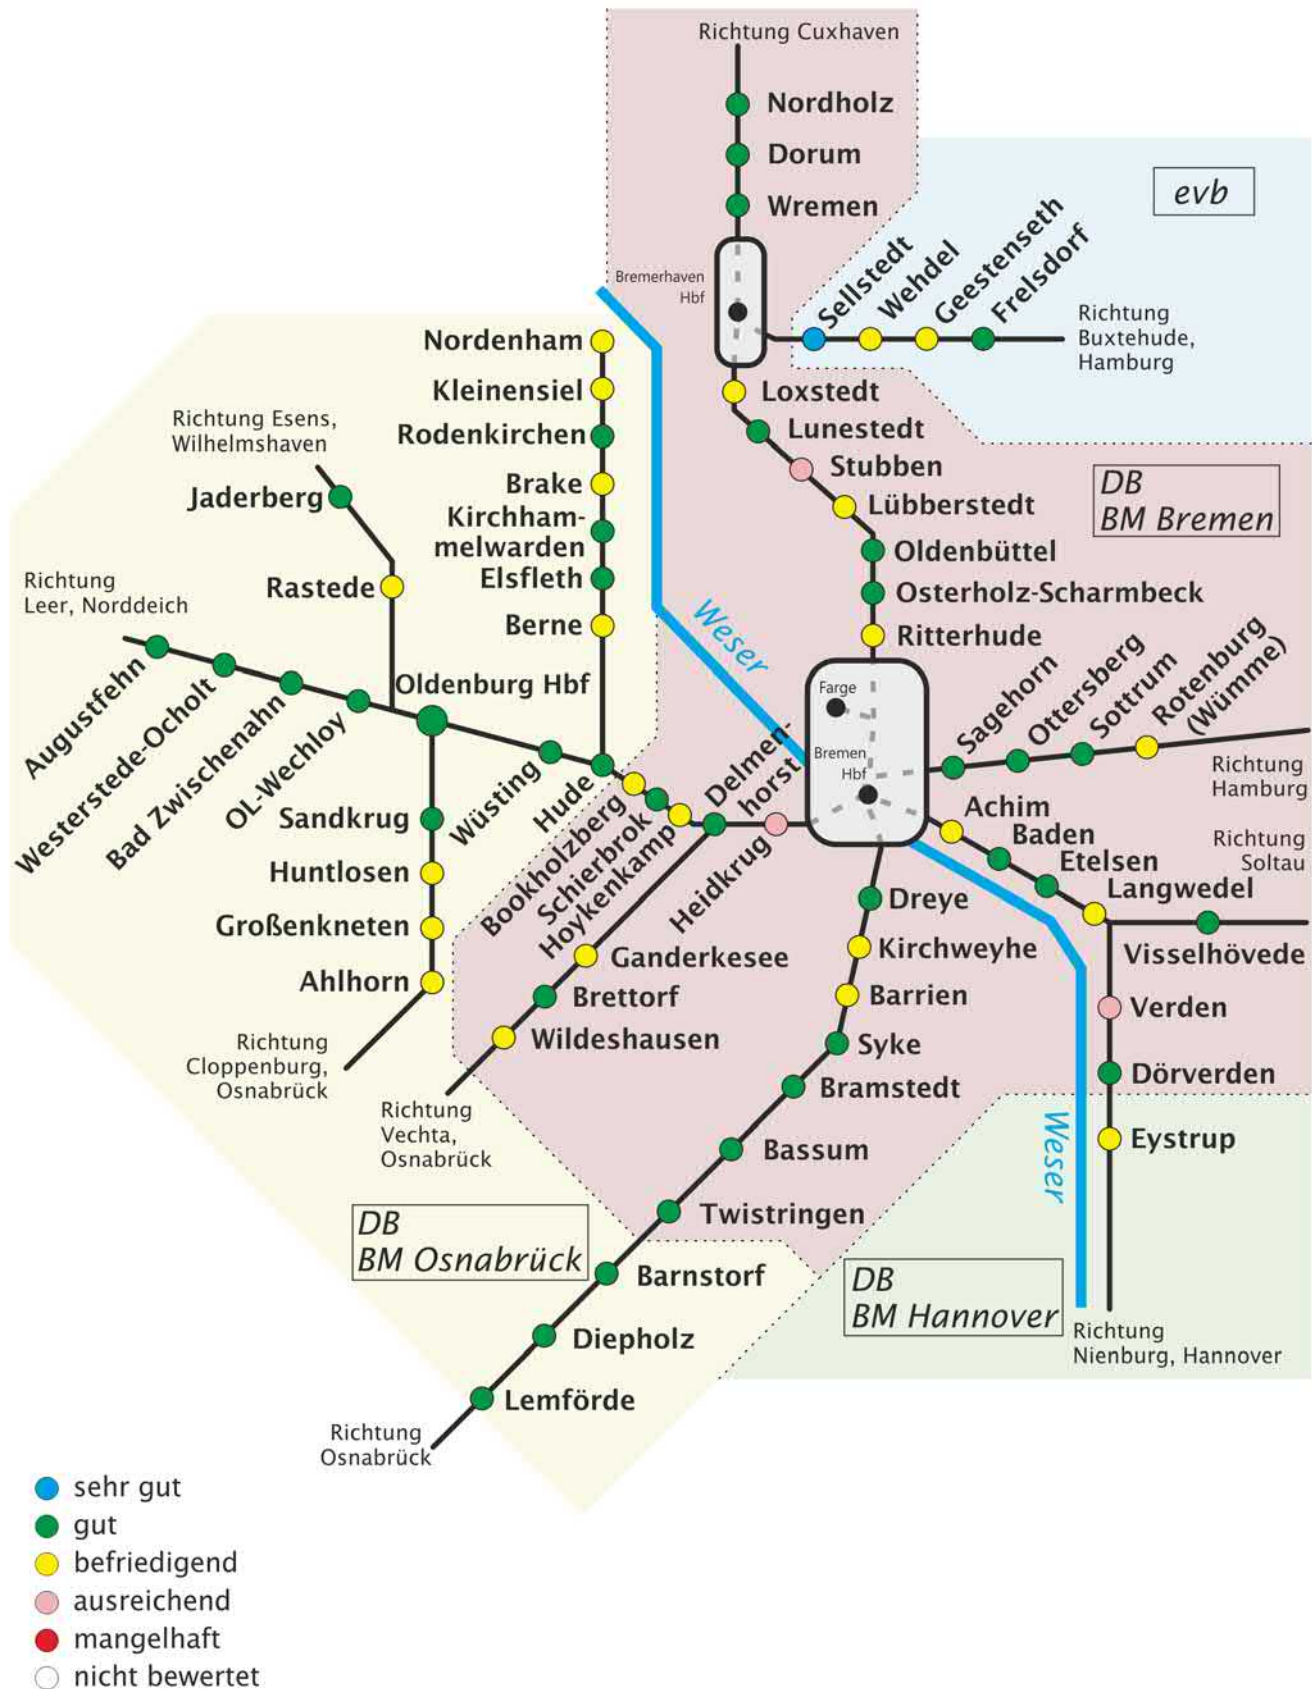 Richtung Cuxhaven
Nordholz
Dorum
Wremen
evb
Bremerhaven
Hbf
Sellstedt
Wehdel
Geestenseth
Frelsdorf
Richtung
Buxtehude,
Hamburg
Nordenham
Kleinensiel
Rodenkirchen
Brake
Kirchham-
melwarden
Elsfleth
Berne
Richtung Esens,
Wilhelmshaven
Jaderberg
Rastede
Richtung
Leer, Norddeich
Loxstedt
Lunestedt
Stubben
Lübberstedt
Oldenbüttel
Osterholz-Scharmbeck
Ritterhude
DB
BM Bremen
Weser
Augustfehn
Westerstede-Ocholt
Bad Zwischenahn
OL-Wechloy
Oldenburg Hbf
Wüsting
Hude
Bookholzberg
Schierbrok
Hoykenkamp
Delmen-
horst
Heidkrug
Farge
Bremen
Hbf
Sagehorn
Ottersberg
Sottrum
Rotenburg
(Wümme)
Richtung
Hamburg
Achim
Baden
Etelsen
Langwedel
Richtung
Soltau
Visselhövede
Verden
Dörverden
Eystrup
Sandkrug
Huntlosen
Großenkneten
Ahlhorn
Richtung
Cloppenburg,
Osnabrück
Ganderkesee
Brettorf
Wildeshausen
Richtung
Vechta,
Osnabrück
Dreye
Kirchweyhe
Barrien
Syke
Bramstedt
Bassum
Twistringen
Barnstorf
Diepholz
Lemförde
Richtung
Osnabrück
DB
BM Osnabrück
DB
BM Hannover
Weser
Richtung
Nienburg, Hannover
sehr gut
gut
befriedigend
ausreichend
mangelhaft
nicht bewertet